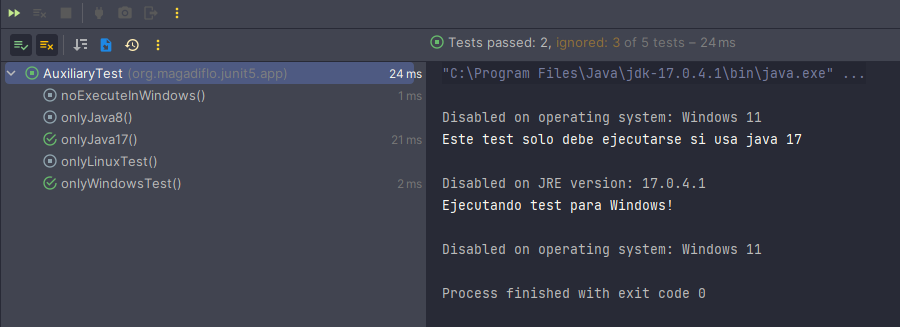 Tests passed: 2, ignored: 3 of 5 tests – 24 ms
AuxiliaryTest (org.magadiflo.junit5.app) 24 ms
noExecuteInWindows() 1 ms
onlyJava8()
onlyJava17() 21 ms
onlyLinuxTest()
onlyWindowsTest() 2 ms
"C:\Program Files\Java\jdk-17.0.4.1\bin\java.exe" ...
Disabled on operating system: Windows 11
Este test solo debe ejecutarse si usa java 17
Disabled on JRE version: 17.0.4.1
Ejecutando test para Windows!
Disabled on operating system: Windows 11
Process finished with exit code 0